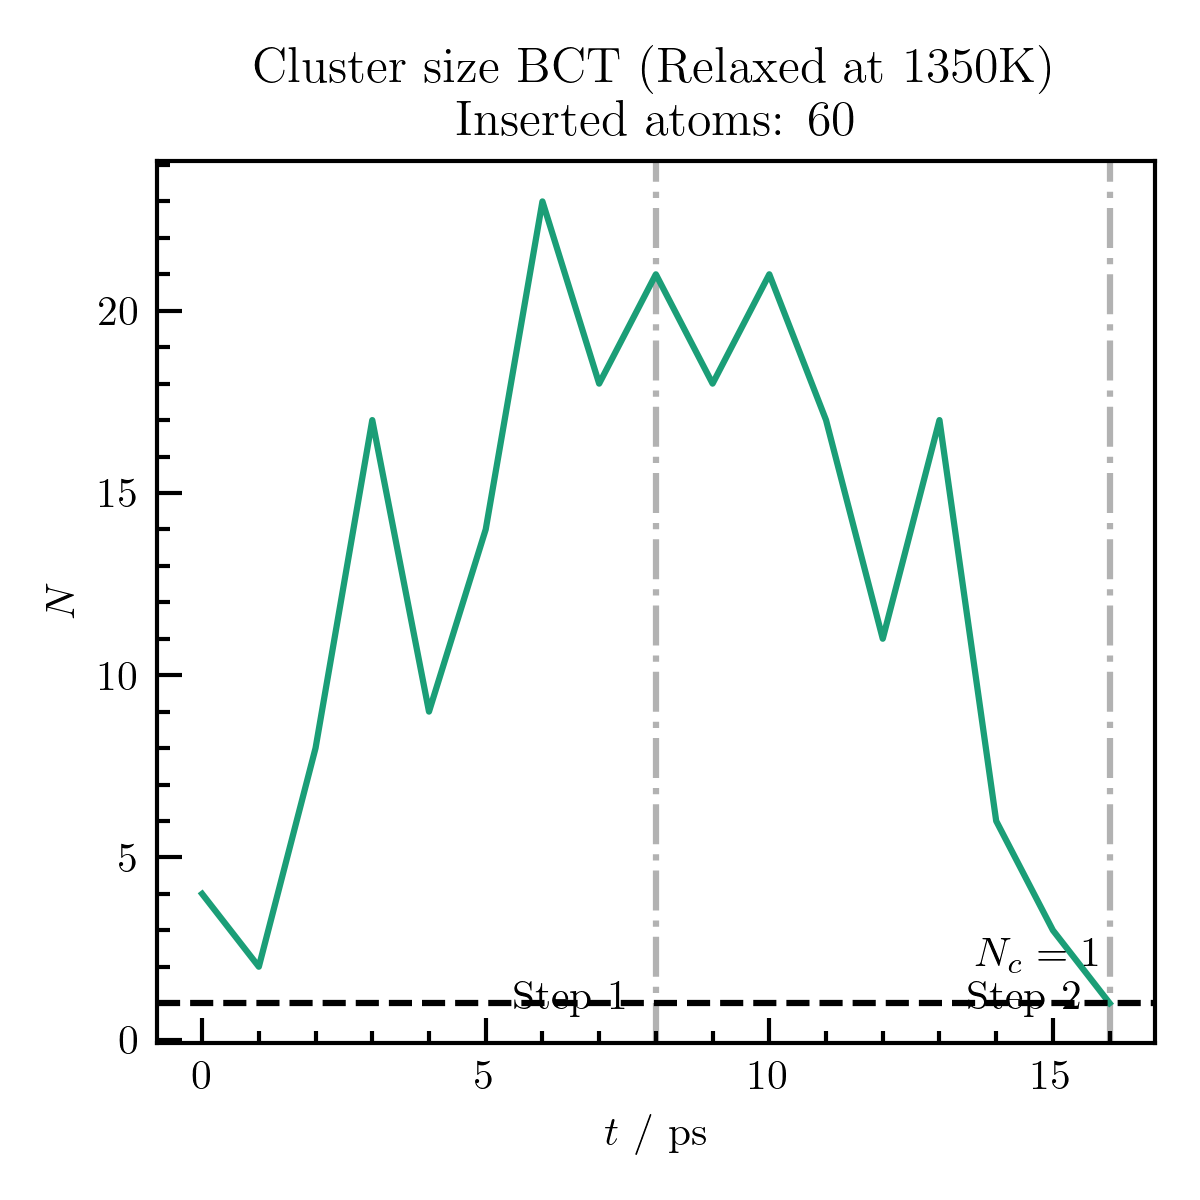 Cluster size BCT (Relaxed at 1350K)
Inserted atoms: 60
20
15
10
5
0
N
N_c = 1
Step 1
Step 2
0
5
10
15
t / ps